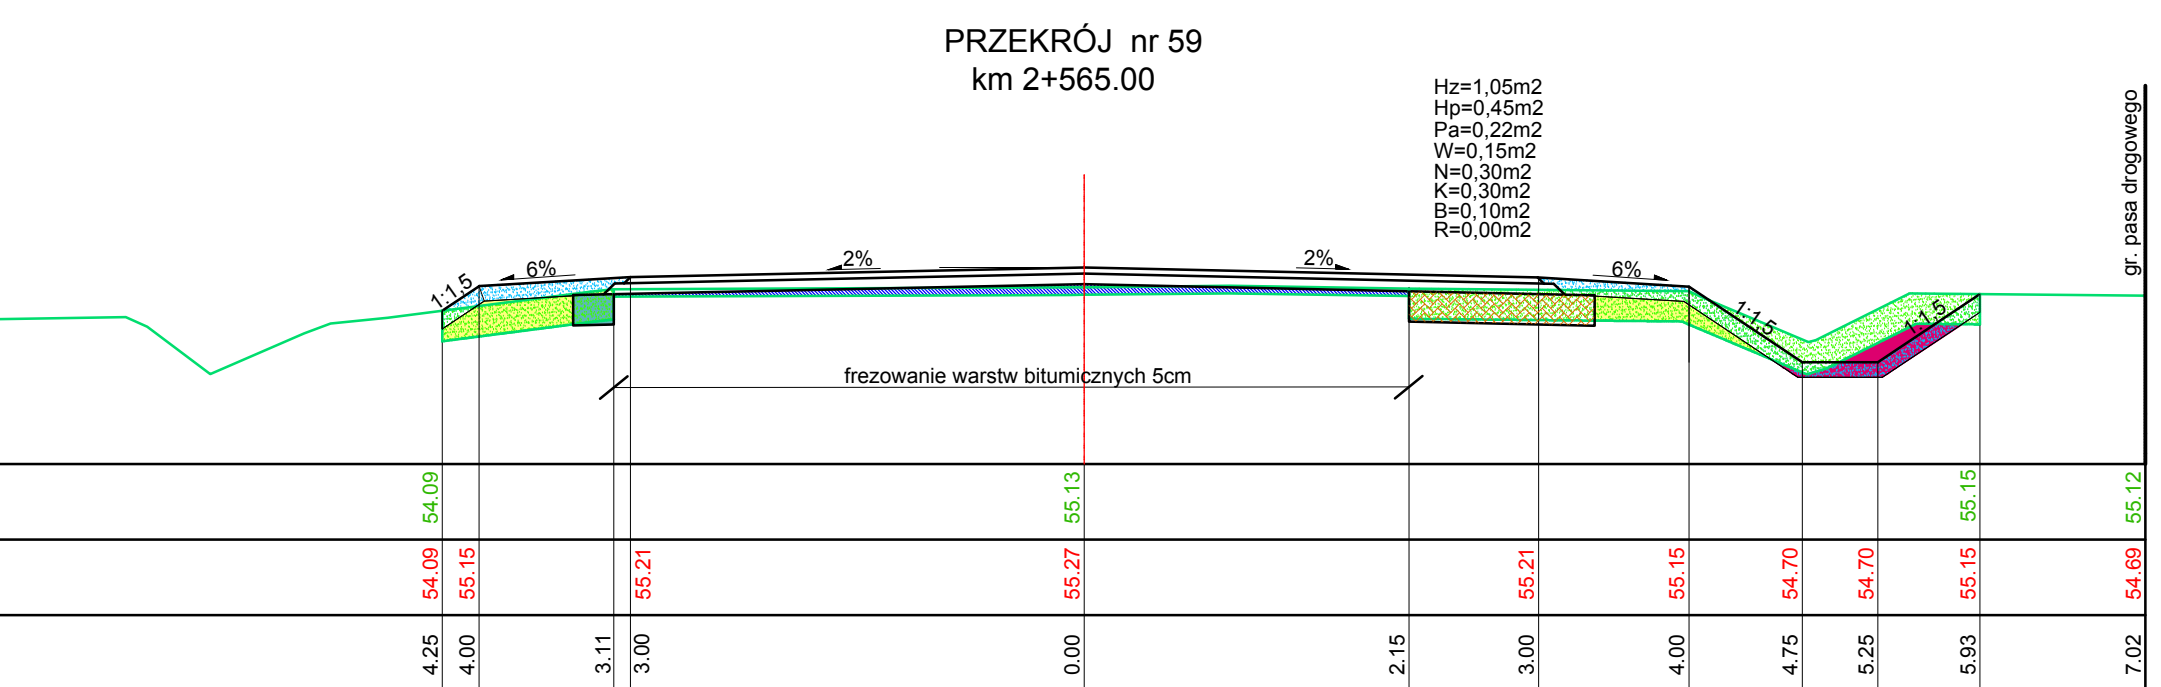 PRZEKRÓJ nr 59
km 2+565.00
Hz=1,05m2
Hp=0,45m2
Pa=0,22m2
W=0,15m2
N=0,30m2
K=0,30m2
B=0,10m2
R=0,00m2
gr. pasa drogowego
1:1,5
6%
2%
2%
6%
1:1,5
1:1,5
frezowanie warstw bitumicznych 5cm
54.09 55.13 55.15 55.12
54.09 55.15 55.21 55.27 55.21 55.15 54.70 54.70 55.15 54.69
4.25 4.00 3.11 3.00 0.00 2.15 3.00 4.00 4.75 5.25 5.93 7.02